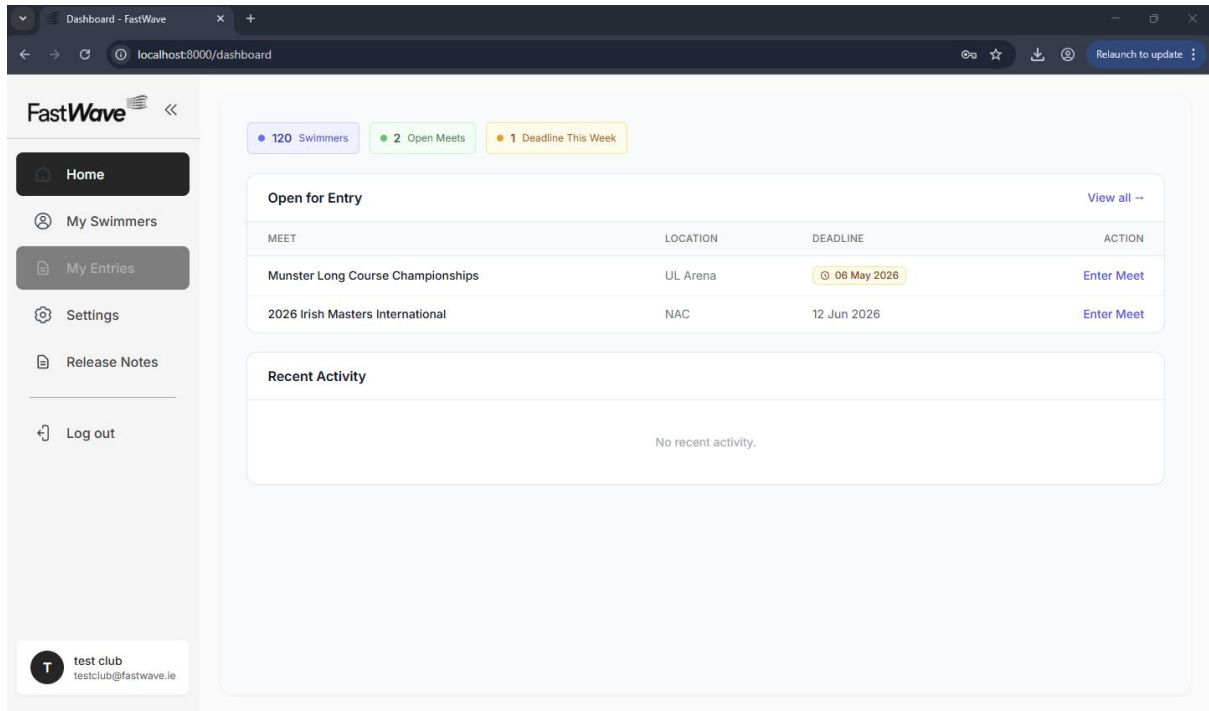 Dashboard - FastWave
localhost:8000/dashboard
Relaunch to update
FastWave
Home
My Swimmers
My Entries
Settings
Release Notes
Log out
T
test club
testclub@fastwave.ie
120 Swimmers
2 Open Meets
1 Deadline This Week
Open for Entry
View all →
MEET LOCATION DEADLINE ACTION
Munster Long Course Championships UL Arena 06 May 2026 Enter Meet
2026 Irish Masters International NAC 12 Jun 2026 Enter Meet
Recent Activity
No recent activity.